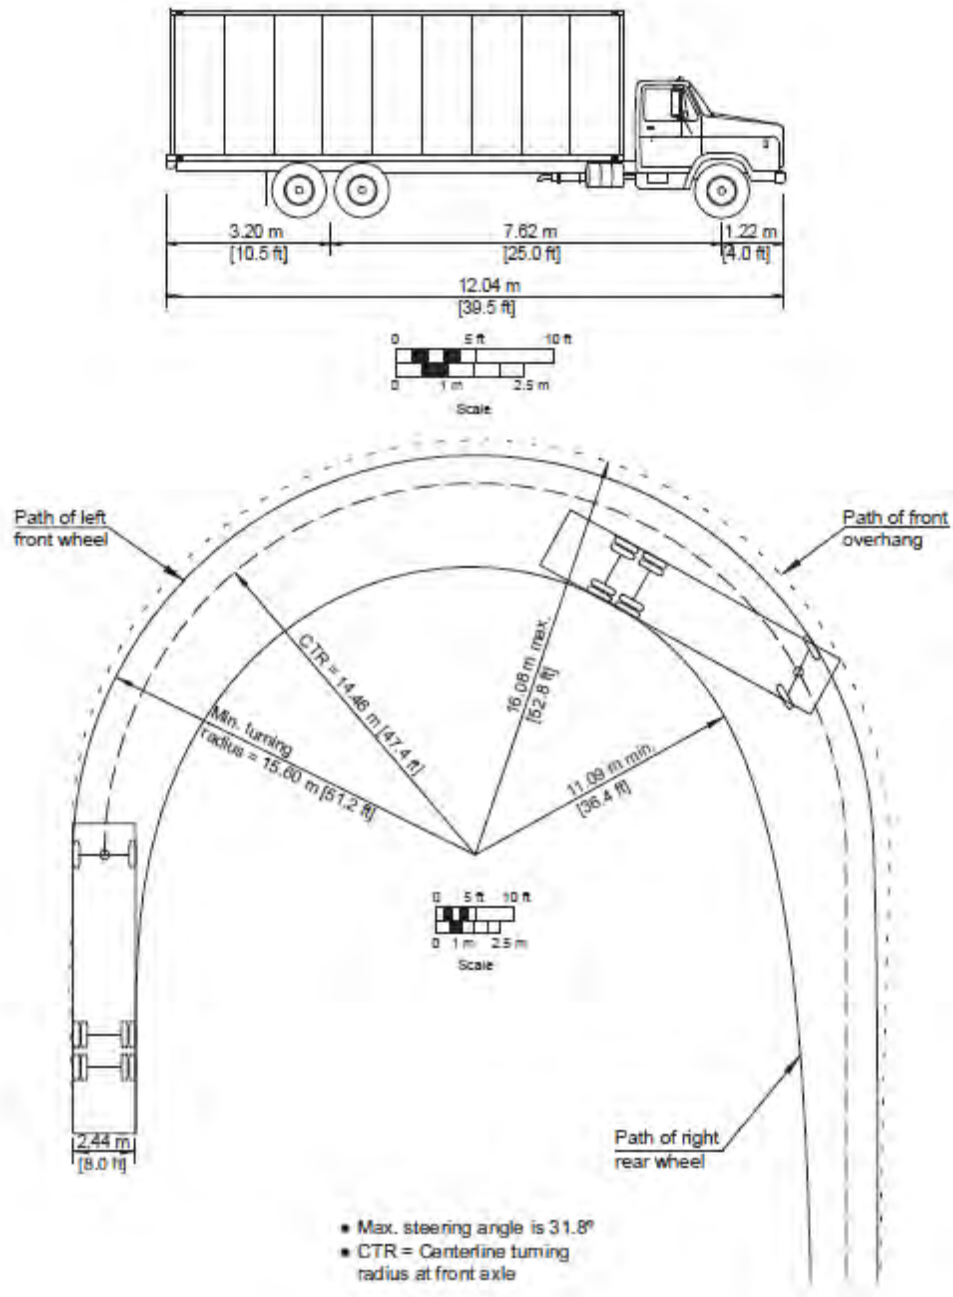 3.20 m
[10.5 ft]
7.62 m
[25.0 ft]
1.22 m
[4.0 ft]
12.04 m
[39.5 ft]
0 5 ft 10 ft
0 1 m 2.5 m
Scale
Path of left
front wheel
Path of front
overhang
CTR = 14.46 m [47.4 ft]
16.08 m max.
[52.8 ft]
Min. turning
radius = 15.60 m [51.2 ft]
11.09 m min.
[36.4 ft]
0 5 ft 10 ft
0 1 m 2.5 m
Scale
2.44 m
[8.0 ft]
Path of right
rear wheel
• Max. steering angle is 31.8º
• CTR = Centerline turning
radius at front axle